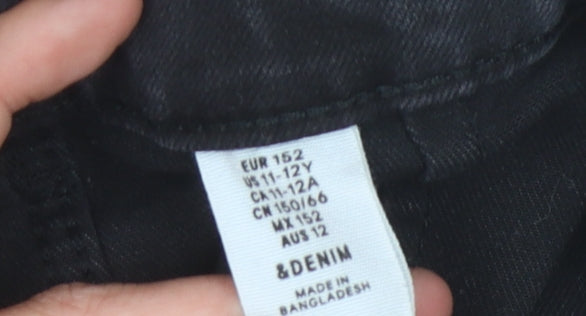 EUR 152
US 11-12Y
CA 11-12A
CN 150/66
MX 152
AUS 12
&DENIM
MADE IN
BANGLADESH